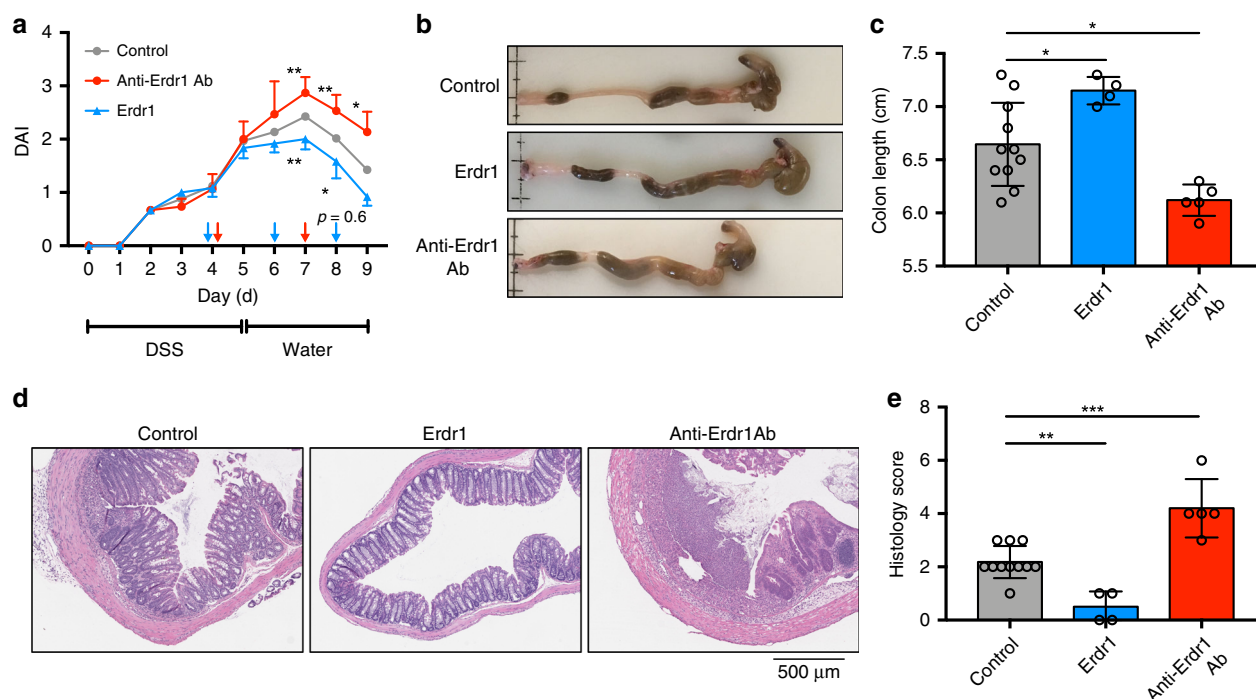 a
4
3
2
1
0
DAI
Control
Anti-Erdr1 Ab
Erdr1
**
**
*
**
*
p = 0.6
0 1 2 3 4 5 6 7 8 9
Day (d)
DSS Water
b
Control
Erdr1
Anti-Erdr1
Ab
c
*
*
7.5
7.0
6.5
6.0
5.5
Colon length (cm)
Control
Erdr1
Anti-Erdr1
Ab
d
Control Erdr1 Anti-Erdr1Ab
500 µm
e
***
**
8
6
4
2
0
Histology score
Control
Erdr1
Anti-Erdr1
Ab